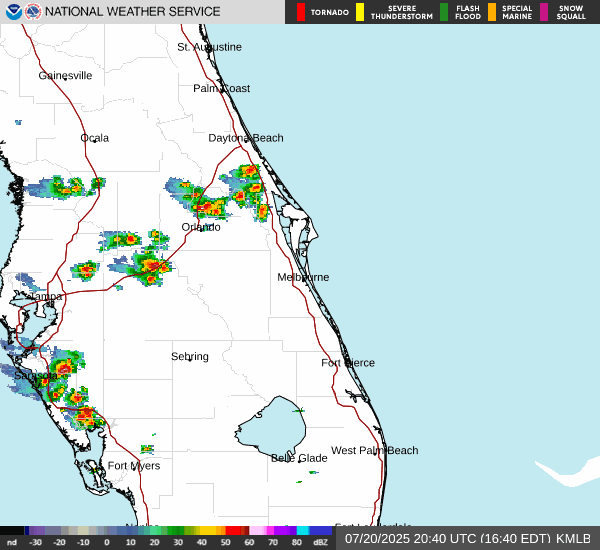 NATIONAL WEATHER SERVICE
TORNADO
SEVERE THUNDERSTORM
FLASH FLOOD
SPECIAL MARINE
SNOW SQUALL
St. Augustine
Gainesville
Palm Coast
Ocala
Daytona Beach
Orlando
Melbourne
Tampa
Sebring
Fort Pierce
Sarasota
West Palm Beach
Belle Glade
Fort Myers
nd -30 -20 -10 0 10 20 30 40 50 60 70 80 dBZ
07/20/2025 20:40 UTC (16:40 EDT) KMLB